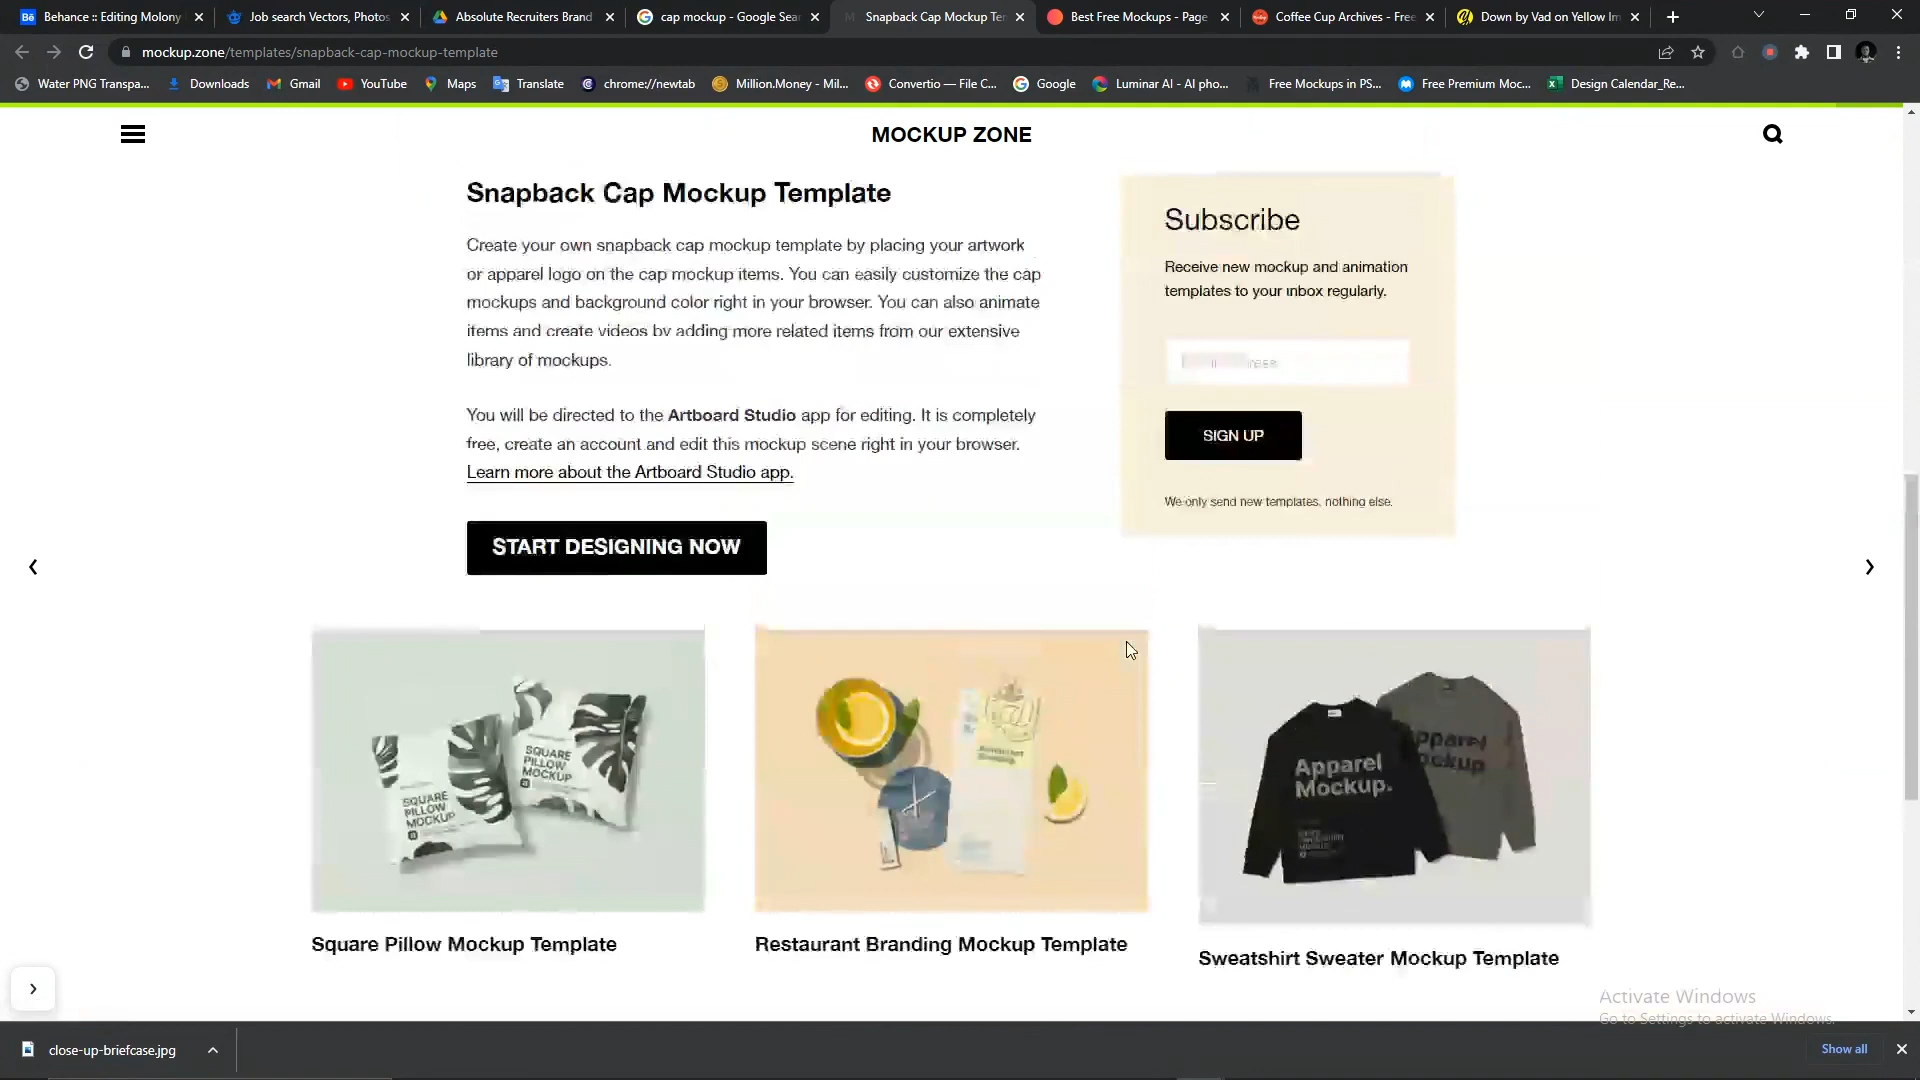 Behance :: Editing Molony
Job search Vectors, Photos
Absolute Recruiters Brand
cap mockup - Google Sea
Snapback Cap Mockup Ter
Best Free Mockups - Page
Coffee Cup Archives - Free
Down by Vad on Yellow Im
mockup.zone/templates/snapback-cap-mockup-template
Water PNG Transpa...
Downloads
Gmail
YouTube
Maps
Translate
chrome://newtab
Million.Money - Mil...
Convertio — File C...
Google
Luminar AI - AI pho...
Free Mockups in PS...
Free Premium Moc...
Design Calendar_Re...
MOCKUP ZONE
Snapback Cap Mockup Template
Create your own snapback cap mockup template by placing your artwork
or apparel logo on the cap mockup items. You can easily customize the cap
mockups and background color right in your browser. You can also animate
items and create videos by adding more related items from our extensive
library of mockups.
You will be directed to the Artboard Studio app for editing. It is completely
free, create an account and edit this mockup scene right in your browser.
Learn more about the Artboard Studio app.
START DESIGNING NOW
Subscribe
Receive new mockup and animation
templates to your inbox regularly.
SIGN UP
We only send new templates, nothing else.
SQUARE
PILLOW
MOCKUP
SQUARE
PILLOW
MOCKUP
Apparel
Mockup.
Square Pillow Mockup Template
Restaurant Branding Mockup Template
Sweatshirt Sweater Mockup Template
Activate Windows
Go to Settings to activate Windows.
close-up-briefcase.jpg
Show all